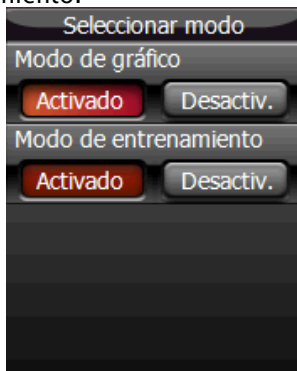 Seleccionar modo
Modo de gráfico
Activado Desactiv.
Modo de entrenamiento
Activado Desactiv.